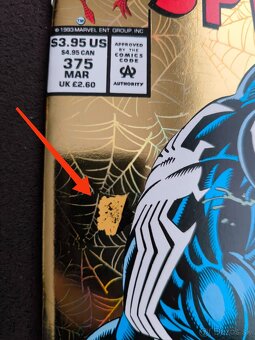 © 1993 MARVEL ENT. GROUP, INC.
$3.95 US
$4.95 CAN
375
MAR
UK £2.60
APPROVED
BY THE
COMICS
CODE
AUTHORITY
SP